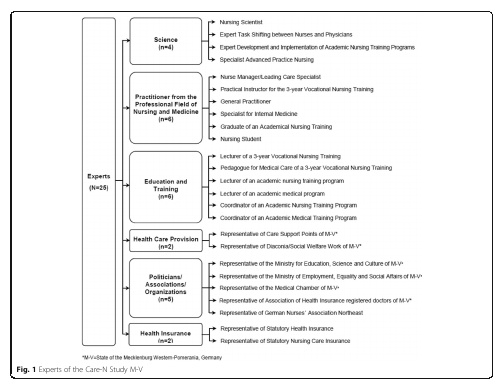 Experts
(N=25)
Science
(n=4)
Nursing Scientist
Expert Task Shifting between Nurses and Physicians
Expert Development and Implementation of Academic Nursing Training Programs
Specialist Advanced Practice Nursing
Practitioner from the
Professional Field of
Nursing and Medicine
(n=6)
Nurse Manager/Leading Care Specialist
Practical Instructor for the 3-year Vocational Nursing Training
General Practitioner
Specialist for Internal Medicine
Graduate of an Academical Nursing Training
Nursing Student
Education and
Training
(n=6)
Lecturer of a 3-year Vocational Nursing Training
Pedagogue for Medical Care of a 3-year Vocational Nursing Training
Lecturer of an academic nursing training program
Lecturer of an academic medical program
Coordinator of an Academic Nursing Training Program
Coordinator of an Academic Medical Training Program
Health Care Provision
(n=2)
Representative of Care Support Points of M-V*
Representative of Diaconia/Social Welfare Work of M-V*
Politicians/
Associations/
Organizations
(n=5)
Representative of the Ministry for Education, Science and Culture of M-V*
Representative of the Ministry of Employment, Equality and Social Affairs of M-V*
Representative of the Medical Chamber of M-V*
Representative of Association of Health Insurance registered doctors of M-V*
Representative of German Nurses´ Association Northeast
Health Insurance
(n=2)
Representative of Statutory Health Insurance
Representative of Statutory Nursing Care Insurance
*M-V=State of the Mecklenburg Western-Pomerania, Germany
Fig. 1 Experts of the Care-N Study M-V